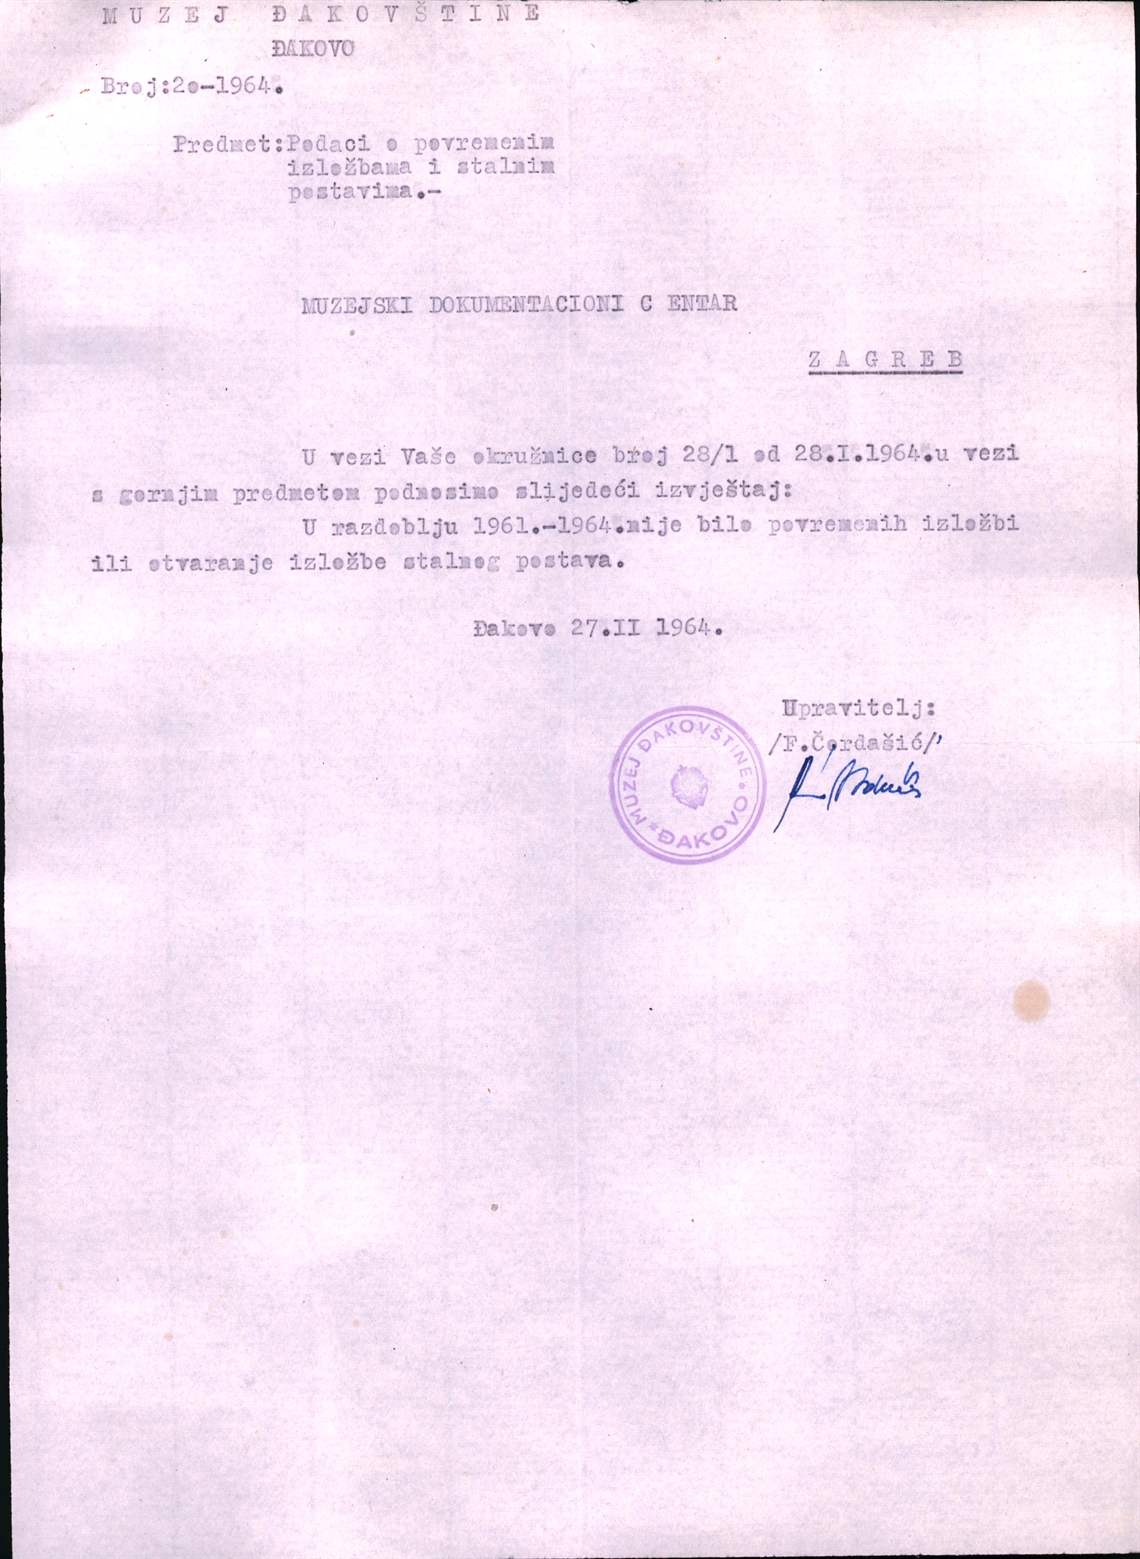 MUZEJ ĐAKOVŠTINE
ĐAKOVO
Broj:20-1964.
Predmet:Podaci o povremenim
izložbama i stalnim
postavima.-
MUZEJSKI DOKUMENTACIONI C ENTAR
ZAGREB
U vezi Vaše okružnice broj 28/1 od 28.I.1964.u vezi
s gornjim predmetom podnosimo slijedeći izvještaj:
U razdoblju 1961.-1964.nije bilo povremenih izložbi
ili otvaranje izložbe stalnog postava.
Đakovo 27.II 1964.
Upravitelj:
/F.Čordašić/
MUZEJ ĐAKOVŠTINE
* ĐAKOVO *